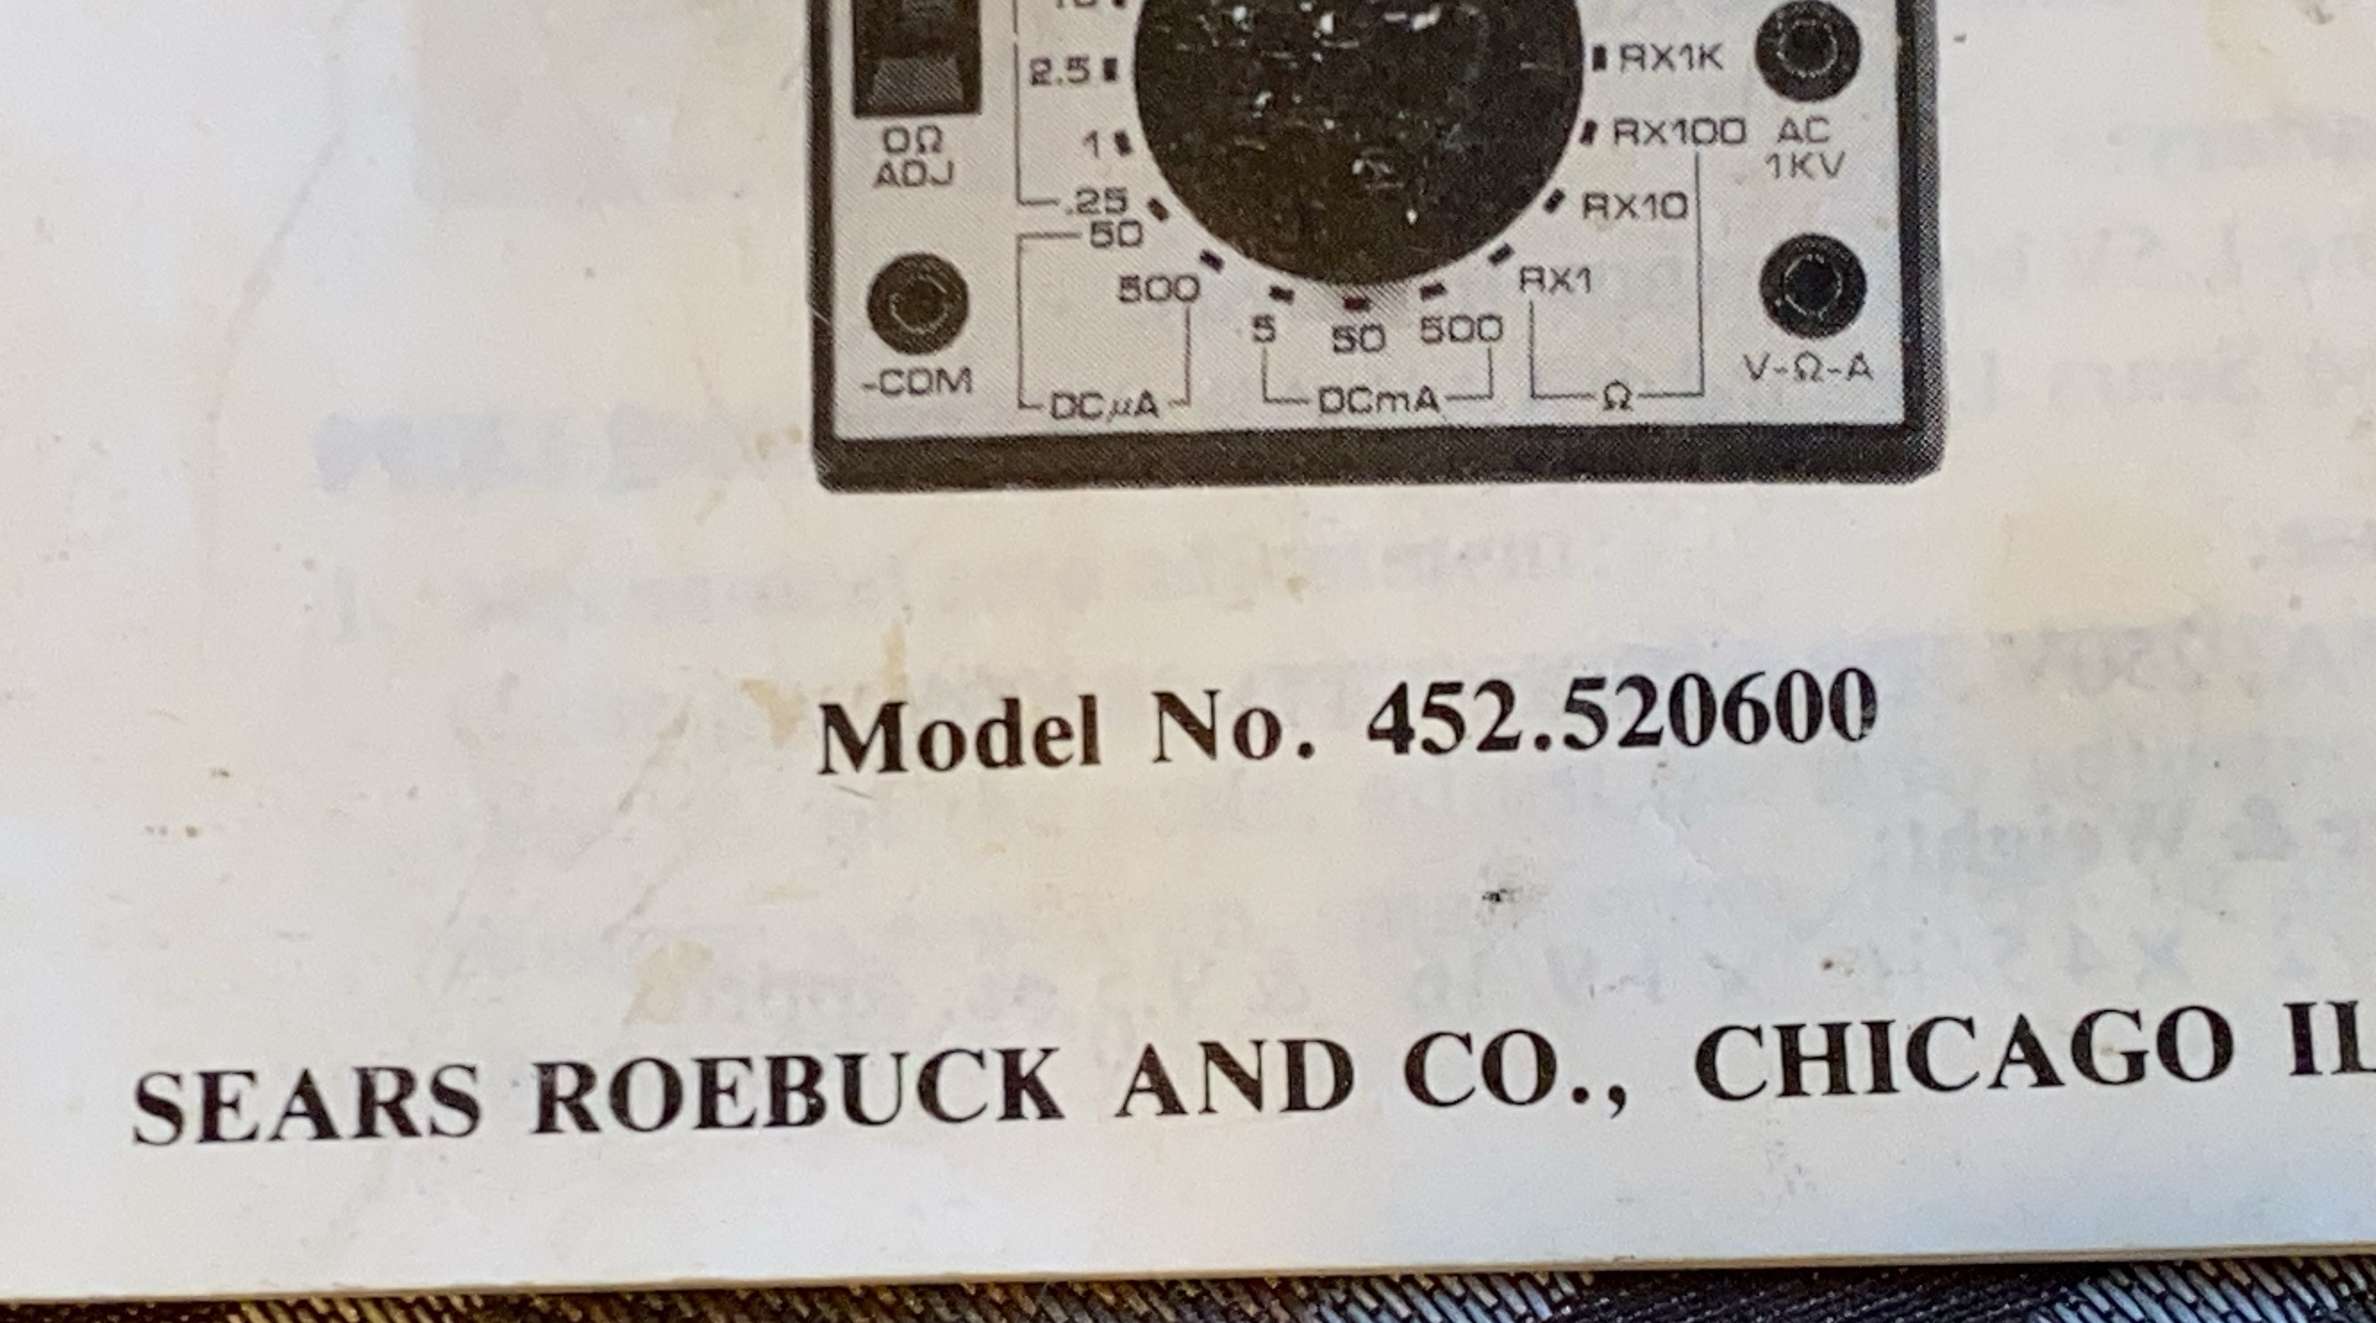 2.5 RX1K
0Ω 1 RX100 AC
ADJ 1KV
.25 RX10
50
500 RX1
5 50 500
-COM V-Ω-A
DCμA DCmA Ω
Model No. 452.520600
SEARS ROEBUCK AND CO., CHICAGO IL